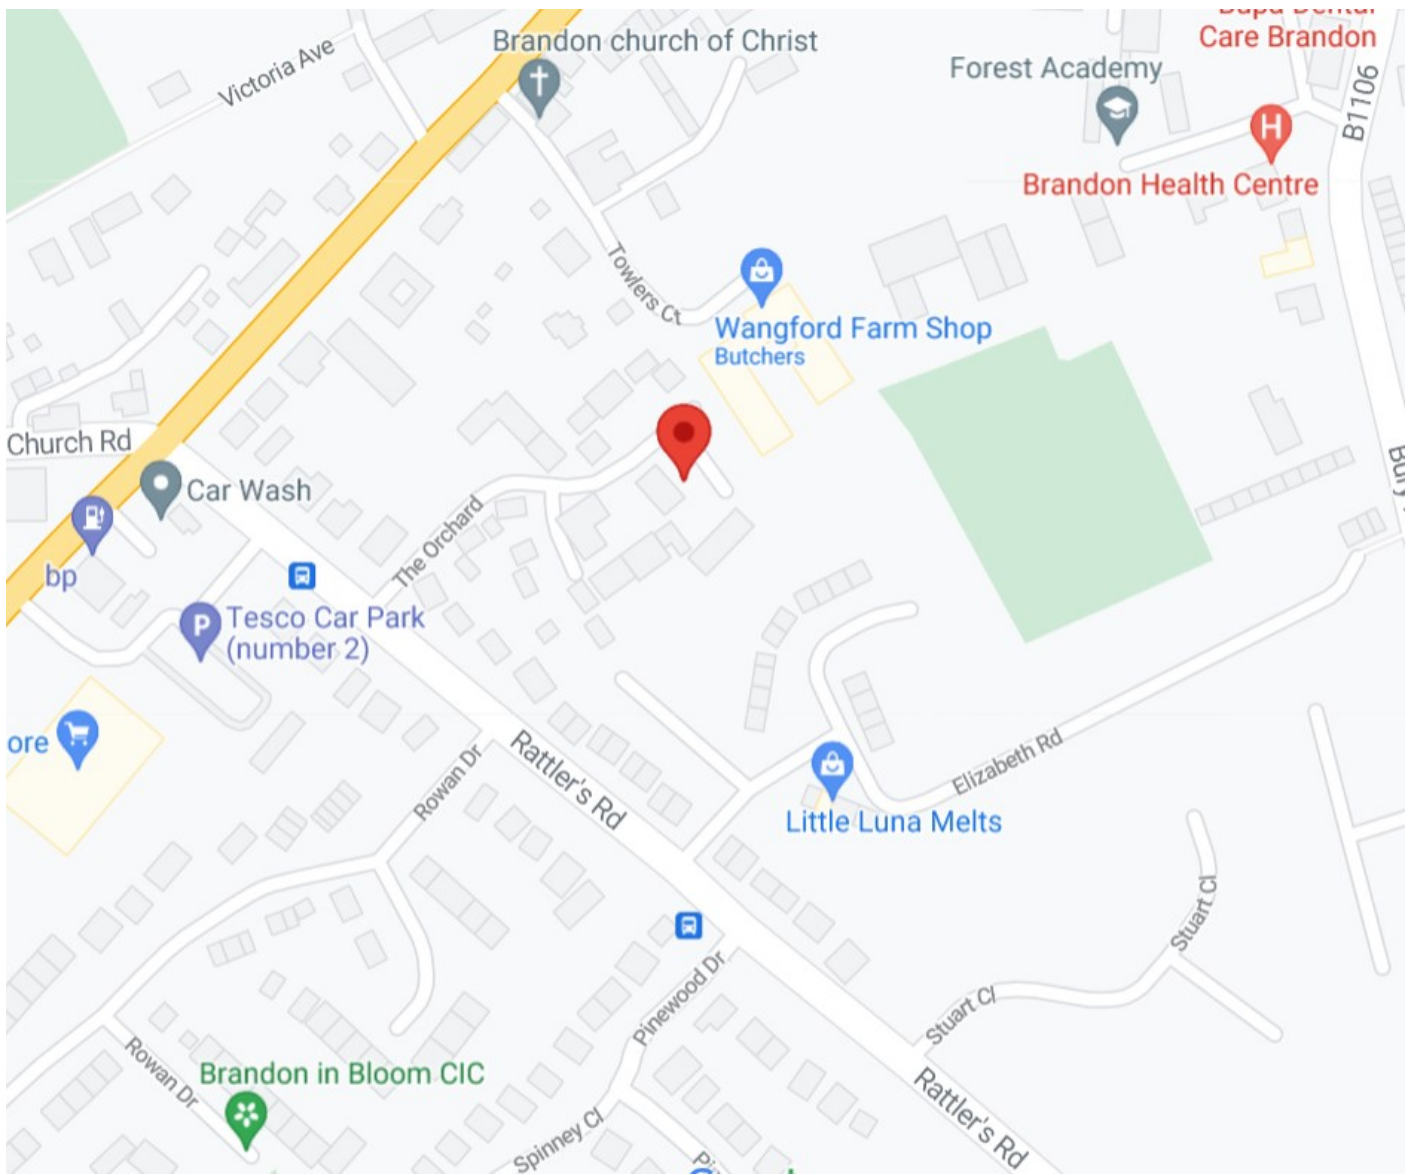 Care Brandon
Brandon church of Christ
Victoria Ave
Forest Academy
B1106
Brandon Health Centre
Towlers Ct
Wangford Farm Shop
Butchers
Church Rd
Car Wash
The Orchard
bp
Tesco Car Park
(number 2)
ore
Rowan Dr
Rattler's Rd
Elizabeth Rd
Little Luna Melts
Stuart Cl
Stuart Cl
Pinewood Dr
Rowan Dr
Brandon in Bloom CIC
Spinney Cl
Rattler's Rd